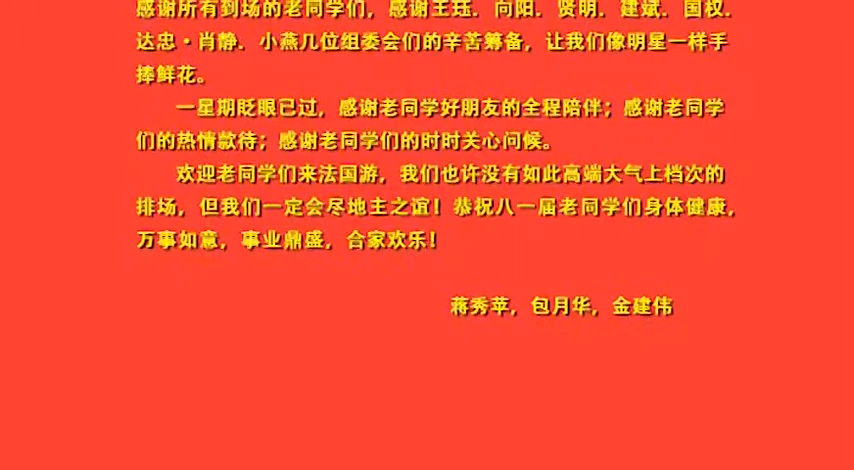 感谢所有到场的老同学们，感谢王珏．向阳．贤明．建斌．国权．
达忠·肖静．小燕几位组委会们的辛苦筹备，让我们像明星一样手
捧鲜花。
一星期眨眼已过，感谢老同学好朋友的全程陪伴；感谢老同学
们的热情款待；感谢老同学们的时时关心问候。
欢迎老同学们来法国游，我们也许没有如此高端大气上档次的
排场，但我们一定会尽地主之谊！恭祝八一届老同学们身体健康，
万事如意，事业鼎盛，合家欢乐！
蒋秀苹，包月华，金建伟